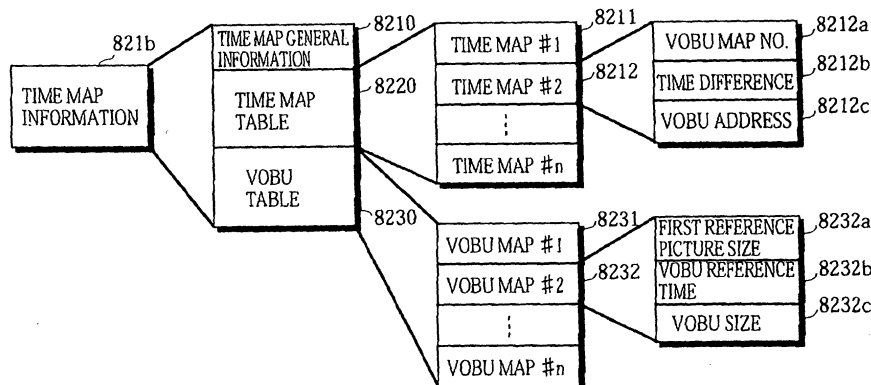 821b
TIME MAP
INFORMATION
8210
TIME MAP GENERAL
INFORMATION
8220
TIME MAP
TABLE
VOBU
TABLE
8230
8211
TIME MAP #1
8212
TIME MAP #2
⋮
TIME MAP #n
8212a
VOBU MAP NO.
8212b
TIME DIFFERENCE
8212c
VOBU ADDRESS
8231
VOBU MAP #1
8232
VOBU MAP #2
⋮
VOBU MAP #n
8232a
FIRST REFERENCE
PICTURE SIZE
8232b
VOBU REFERENCE
TIME
8232c
VOBU SIZE